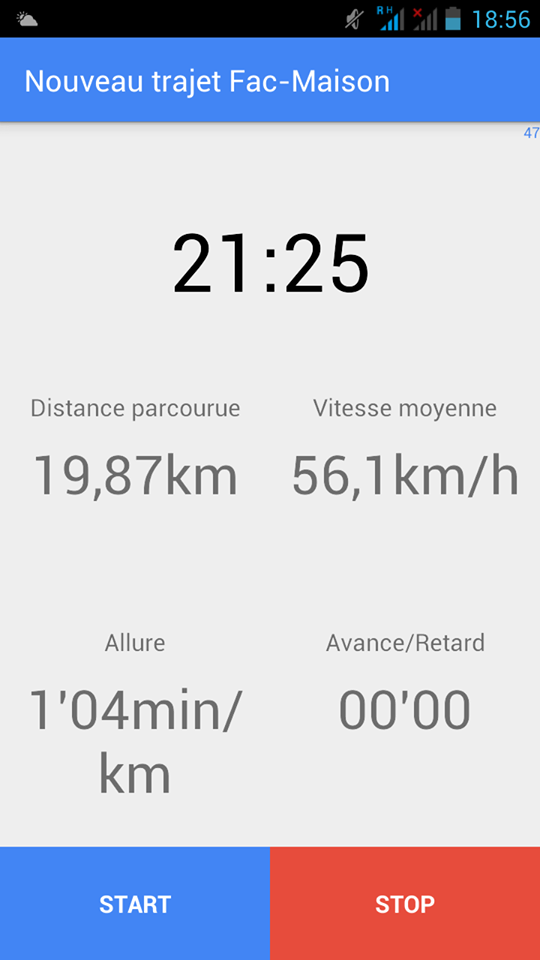 R H
18:56
Nouveau trajet Fac-Maison
47
21:25
Distance parcourue
Vitesse moyenne
19,87km
56,1km/h
Allure
Avance/Retard
1'04min/
km
00'00
START
STOP